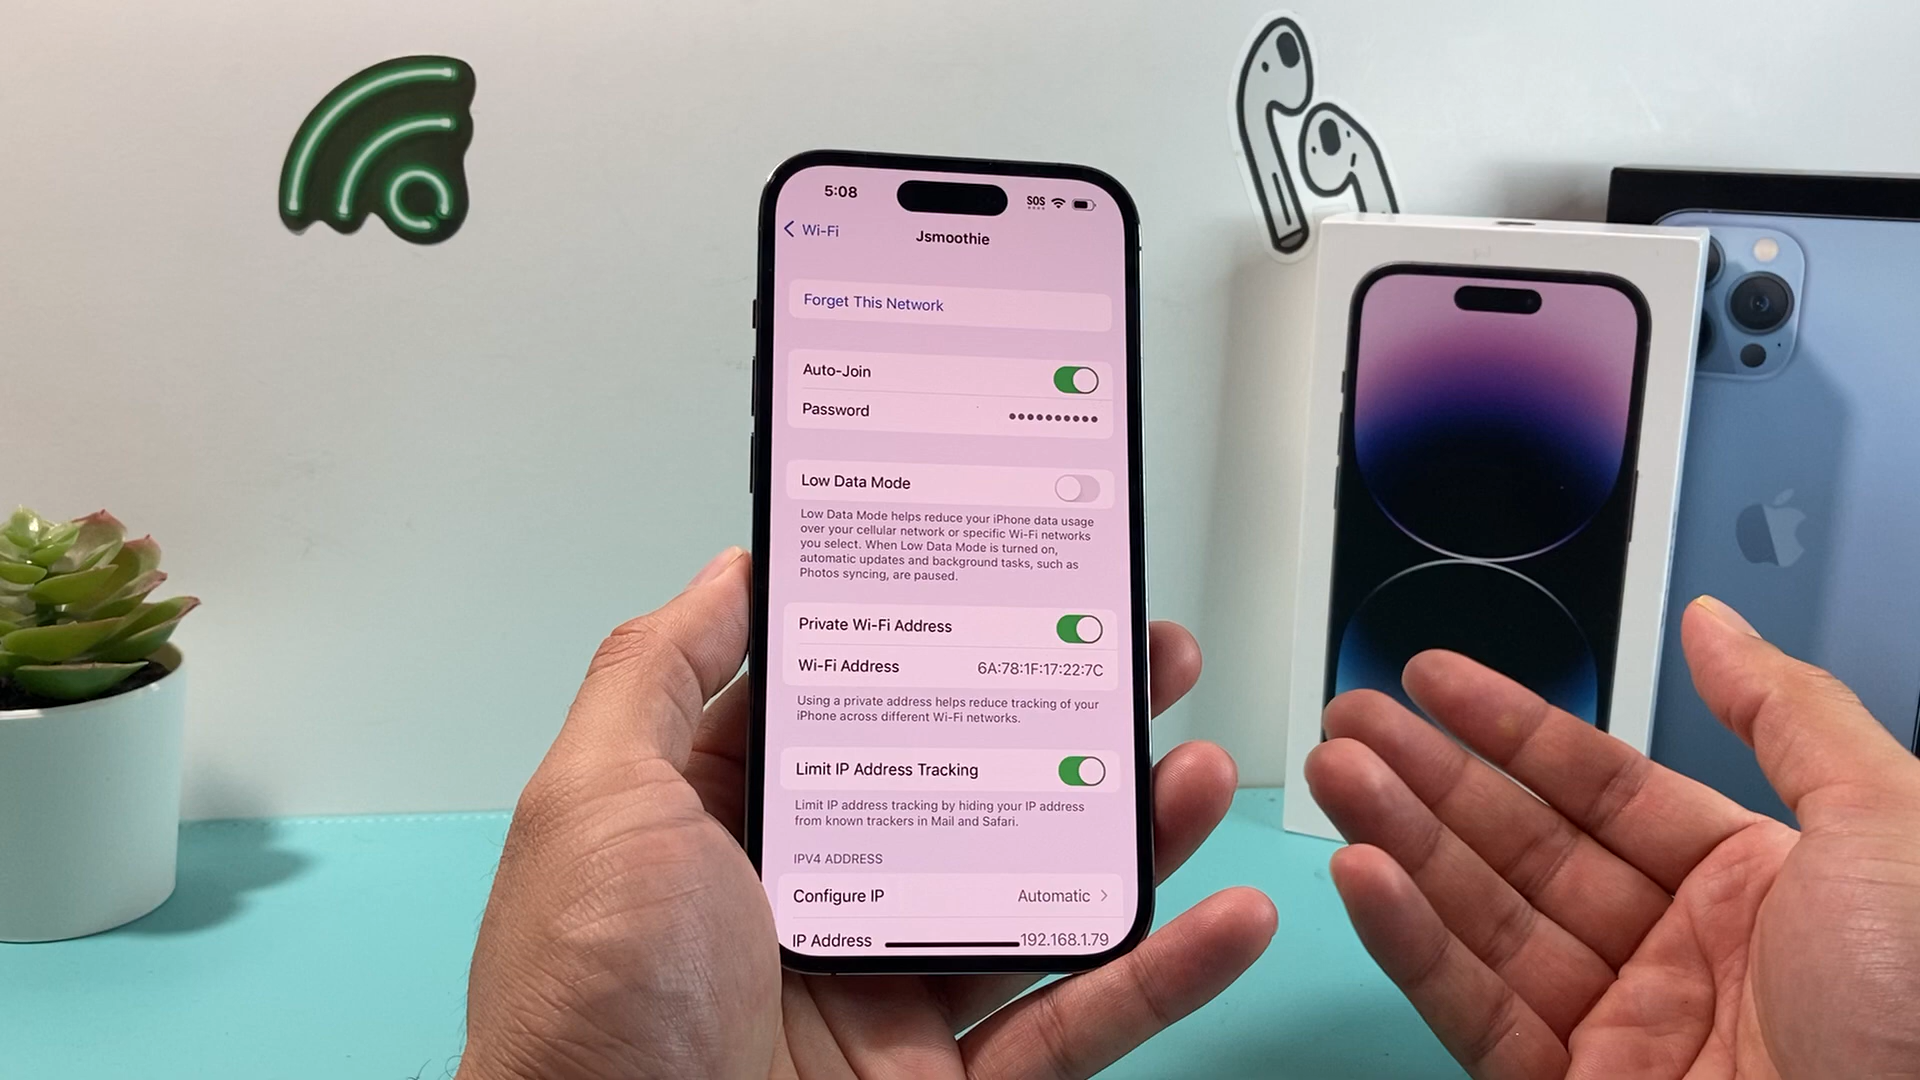 5:08
SOS
Wi-Fi
Jsmoothie
Forget This Network
Auto-Join
Password ••••••••••
Low Data Mode
Low Data Mode helps reduce your iPhone data usage
over your cellular network or specific Wi-Fi networks
you select. When Low Data Mode is turned on,
automatic updates and background tasks, such as
Photos syncing, are paused.
Private Wi-Fi Address
Wi-Fi Address 6A:78:1F:17:22:7C
Using a private address helps reduce tracking of your
iPhone across different Wi-Fi networks.
Limit IP Address Tracking
Limit IP address tracking by hiding your IP address
from known trackers in Mail and Safari.
IPV4 ADDRESS
Configure IP Automatic
IP Address 192.168.1.79